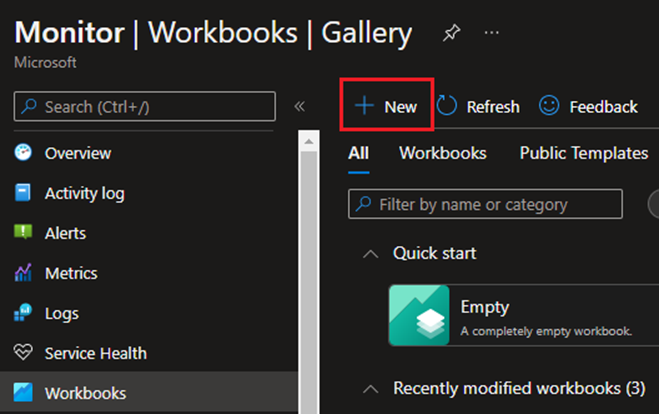 Monitor | Workbooks | Gallery
Microsoft
Search (Ctrl+/)
Overview
Activity log
Alerts
Metrics
Logs
Service Health
Workbooks
New
Refresh
Feedback
All
Workbooks
Public Templates
Filter by name or category
Quick start
Empty
A completely empty workbook.
Recently modified workbooks (3)